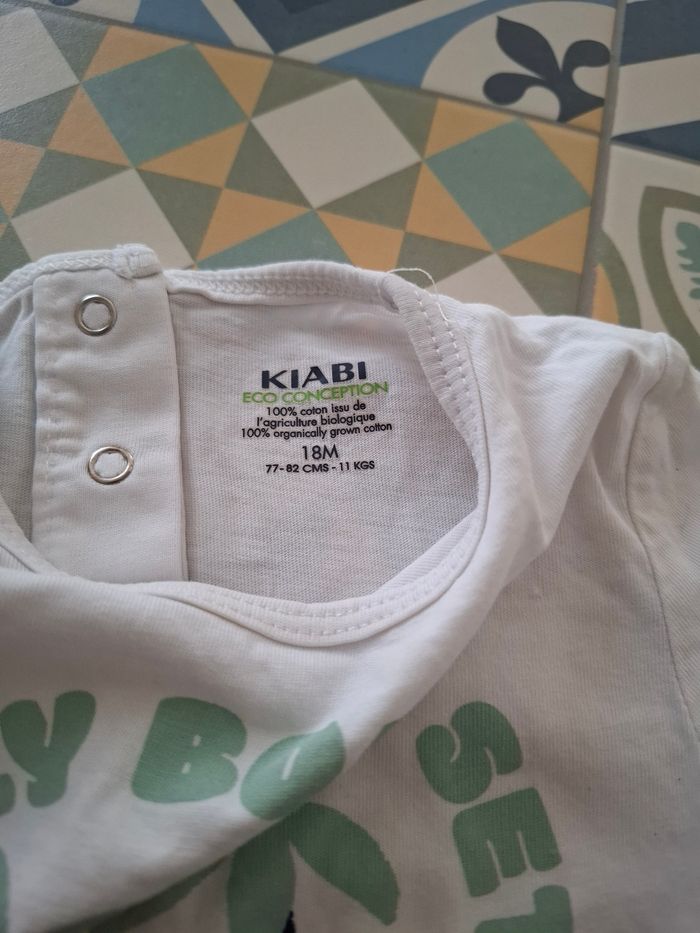 KIABI
ECO CONCEPTION
100% coton issu de
l'agriculture biologique
100% organically grown cotton
18M
77-82 CMS - 11 KGS